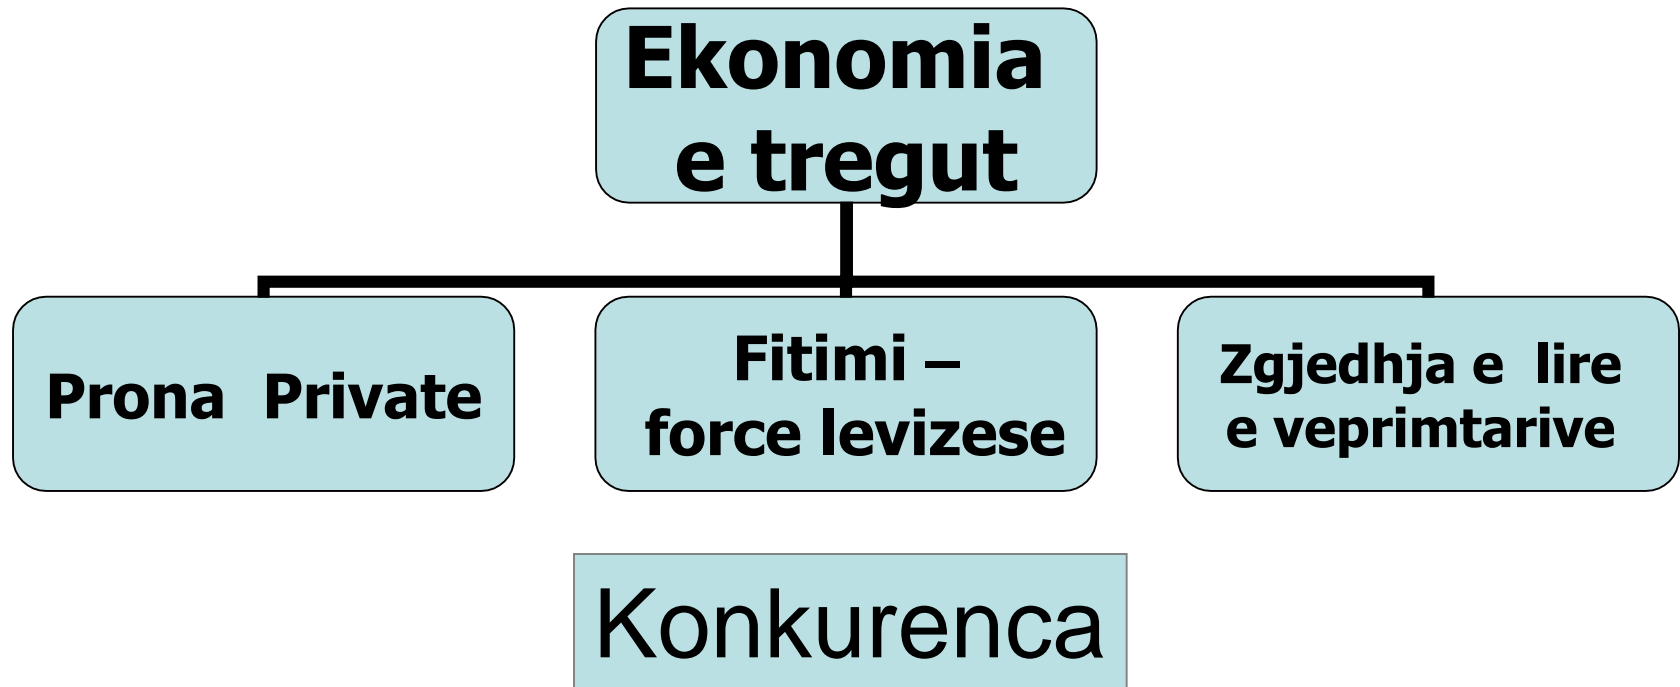 Ekonomia
e tregut
Prona Private
Fitimi –
force levizese
Zgjedhja e lire
e veprimtarive
Konkurenca